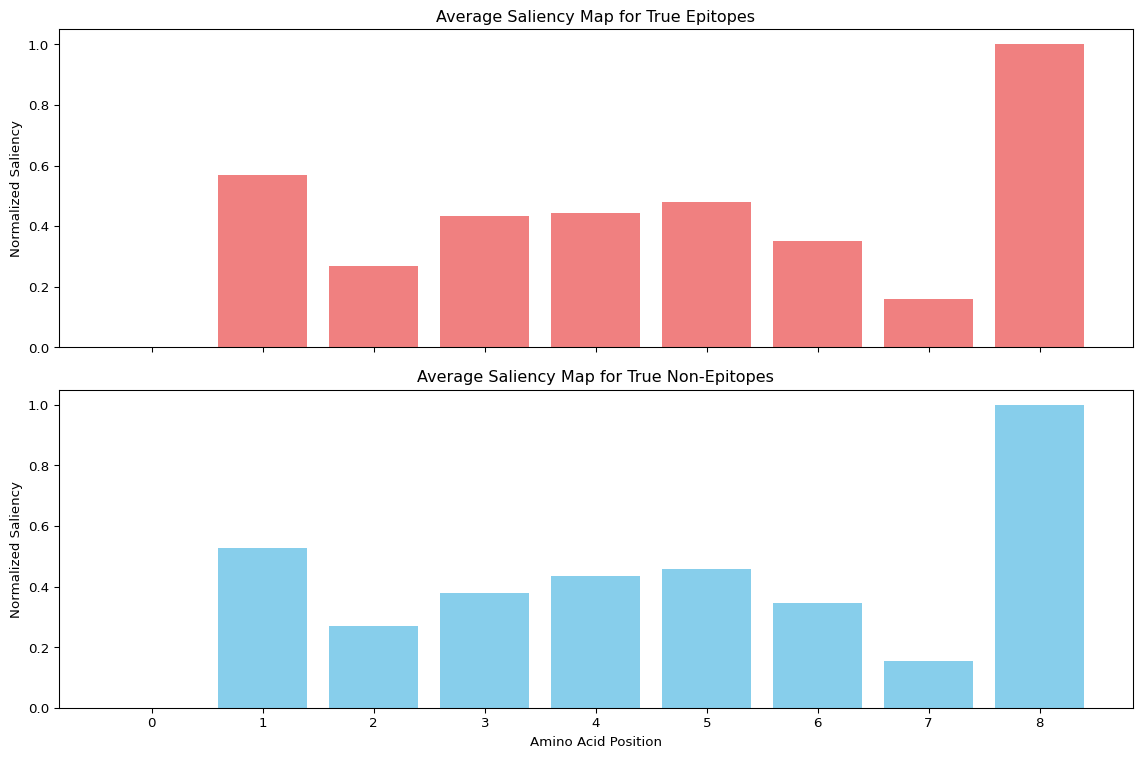 Average Saliency Map for True Epitopes
1.0
0.8
0.6
0.4
0.2
0.0
Normalized Saliency
Average Saliency Map for True Non-Epitopes
1.0
0.8
0.6
0.4
0.2
0.0
Normalized Saliency
0 1 2 3 4 5 6 7 8
Amino Acid Position